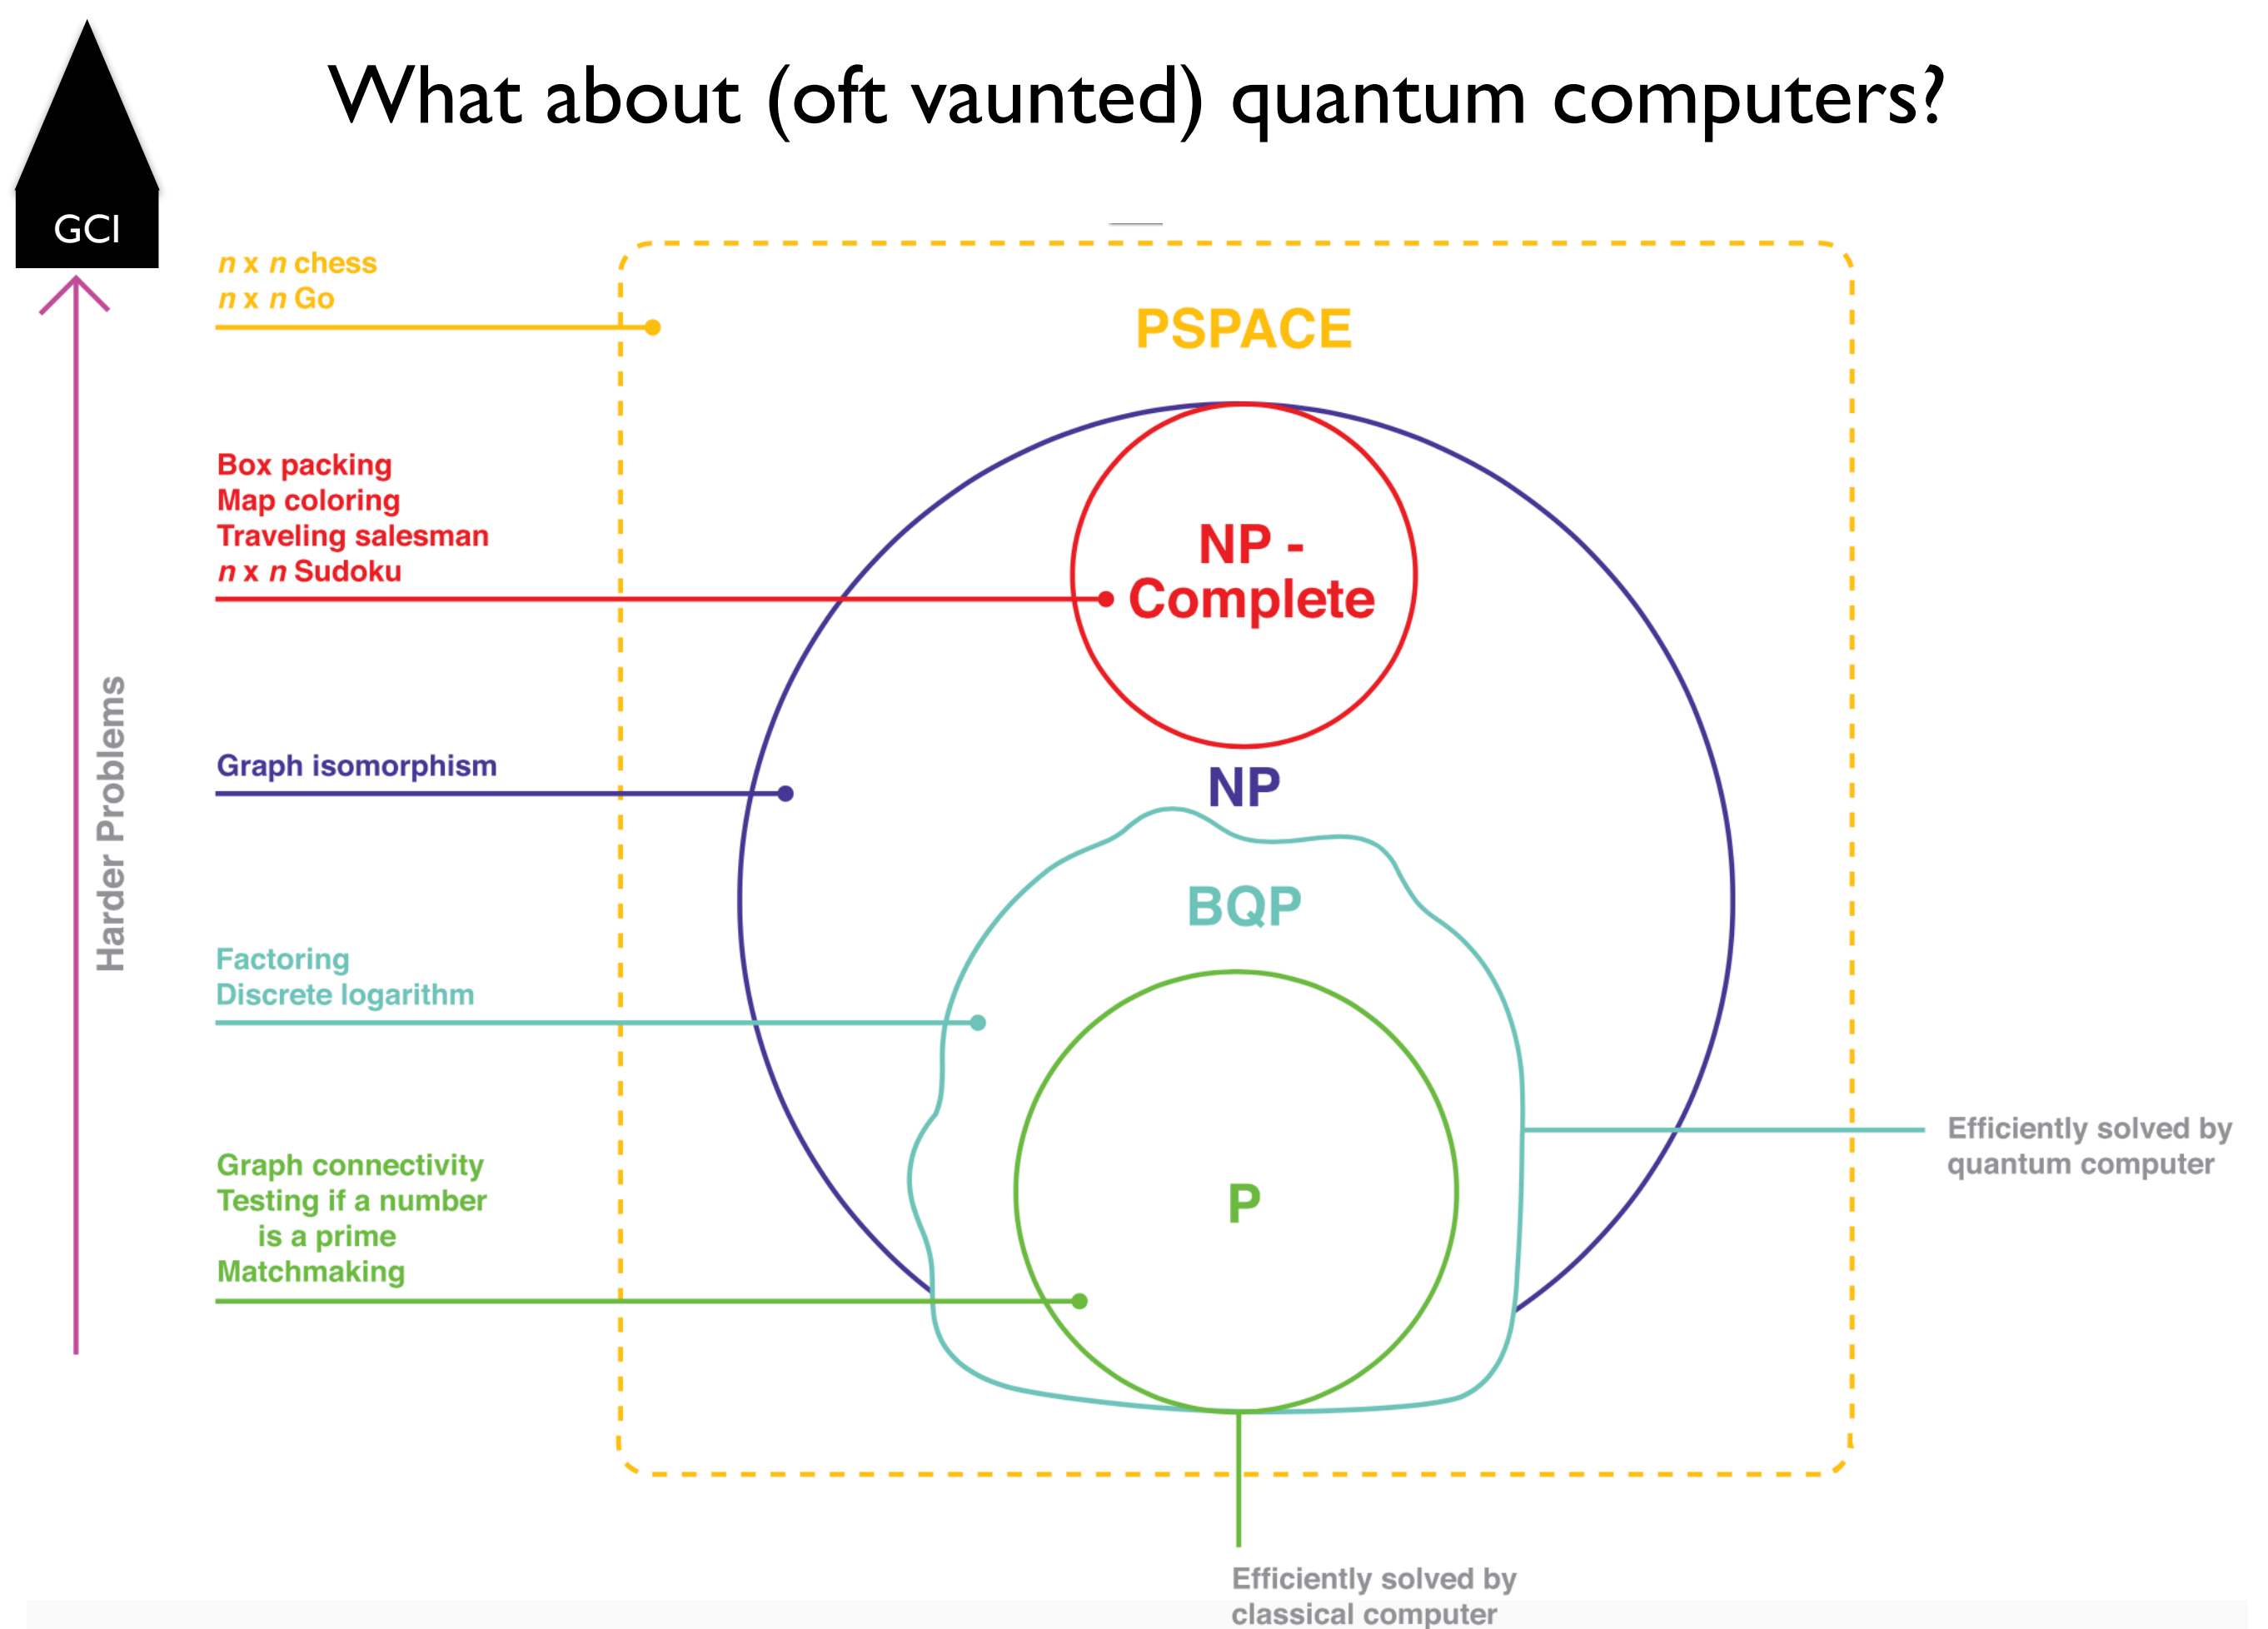 What about (oft vaunted) quantum computers?
GCI
n x n chess
n x n Go
PSPACE
Box packing
Map coloring
Traveling salesman
n x n Sudoku
NP -
Complete
Harder Problems
Graph isomorphism
NP
BQP
Factoring
Discrete logarithm
Efficiently solved by
quantum computer
Graph connectivity
Testing if a number
is a prime
Matchmaking
P
Efficiently solved by
classical computer